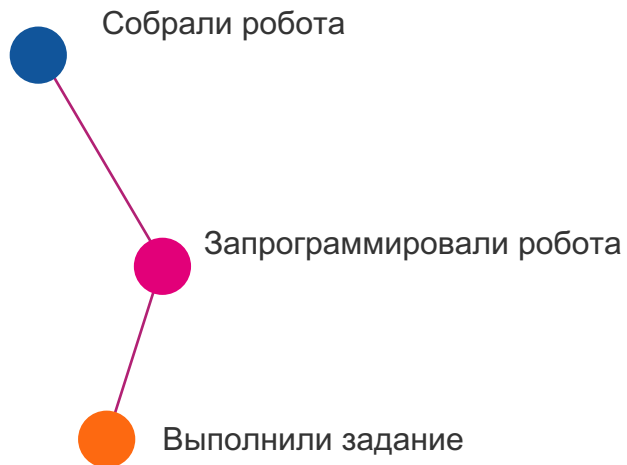 Собрали робота
Запрограммировали робота
Выполнили задание